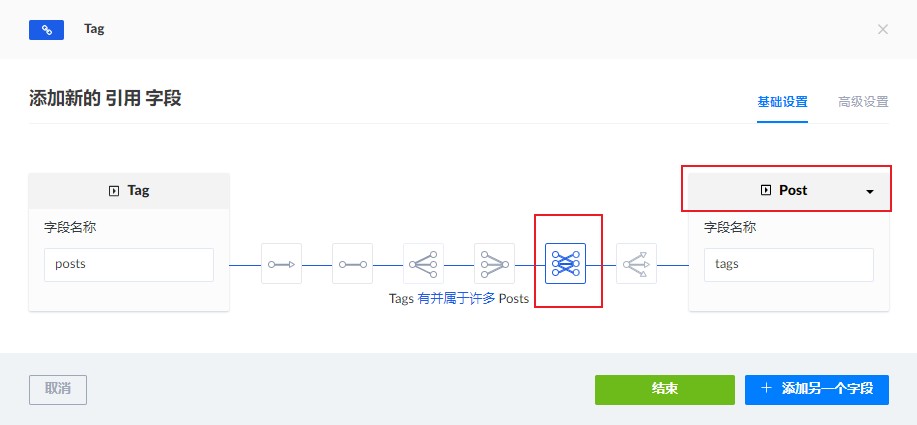 Tag
添加新的 引用 字段
基础设置 高级设置
Tag
字段名称
posts
Post
字段名称
tags
Tags 有并属于许多 Posts
取消
结束
添加另一个字段